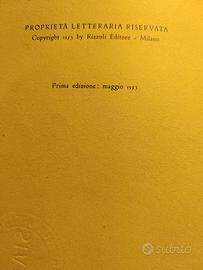 PROPRIETÀ LETTERARIA RISERVATA
Copyright 1953 by Rizzoli Editore - Milano
Prima edizione: maggio 1953
subito